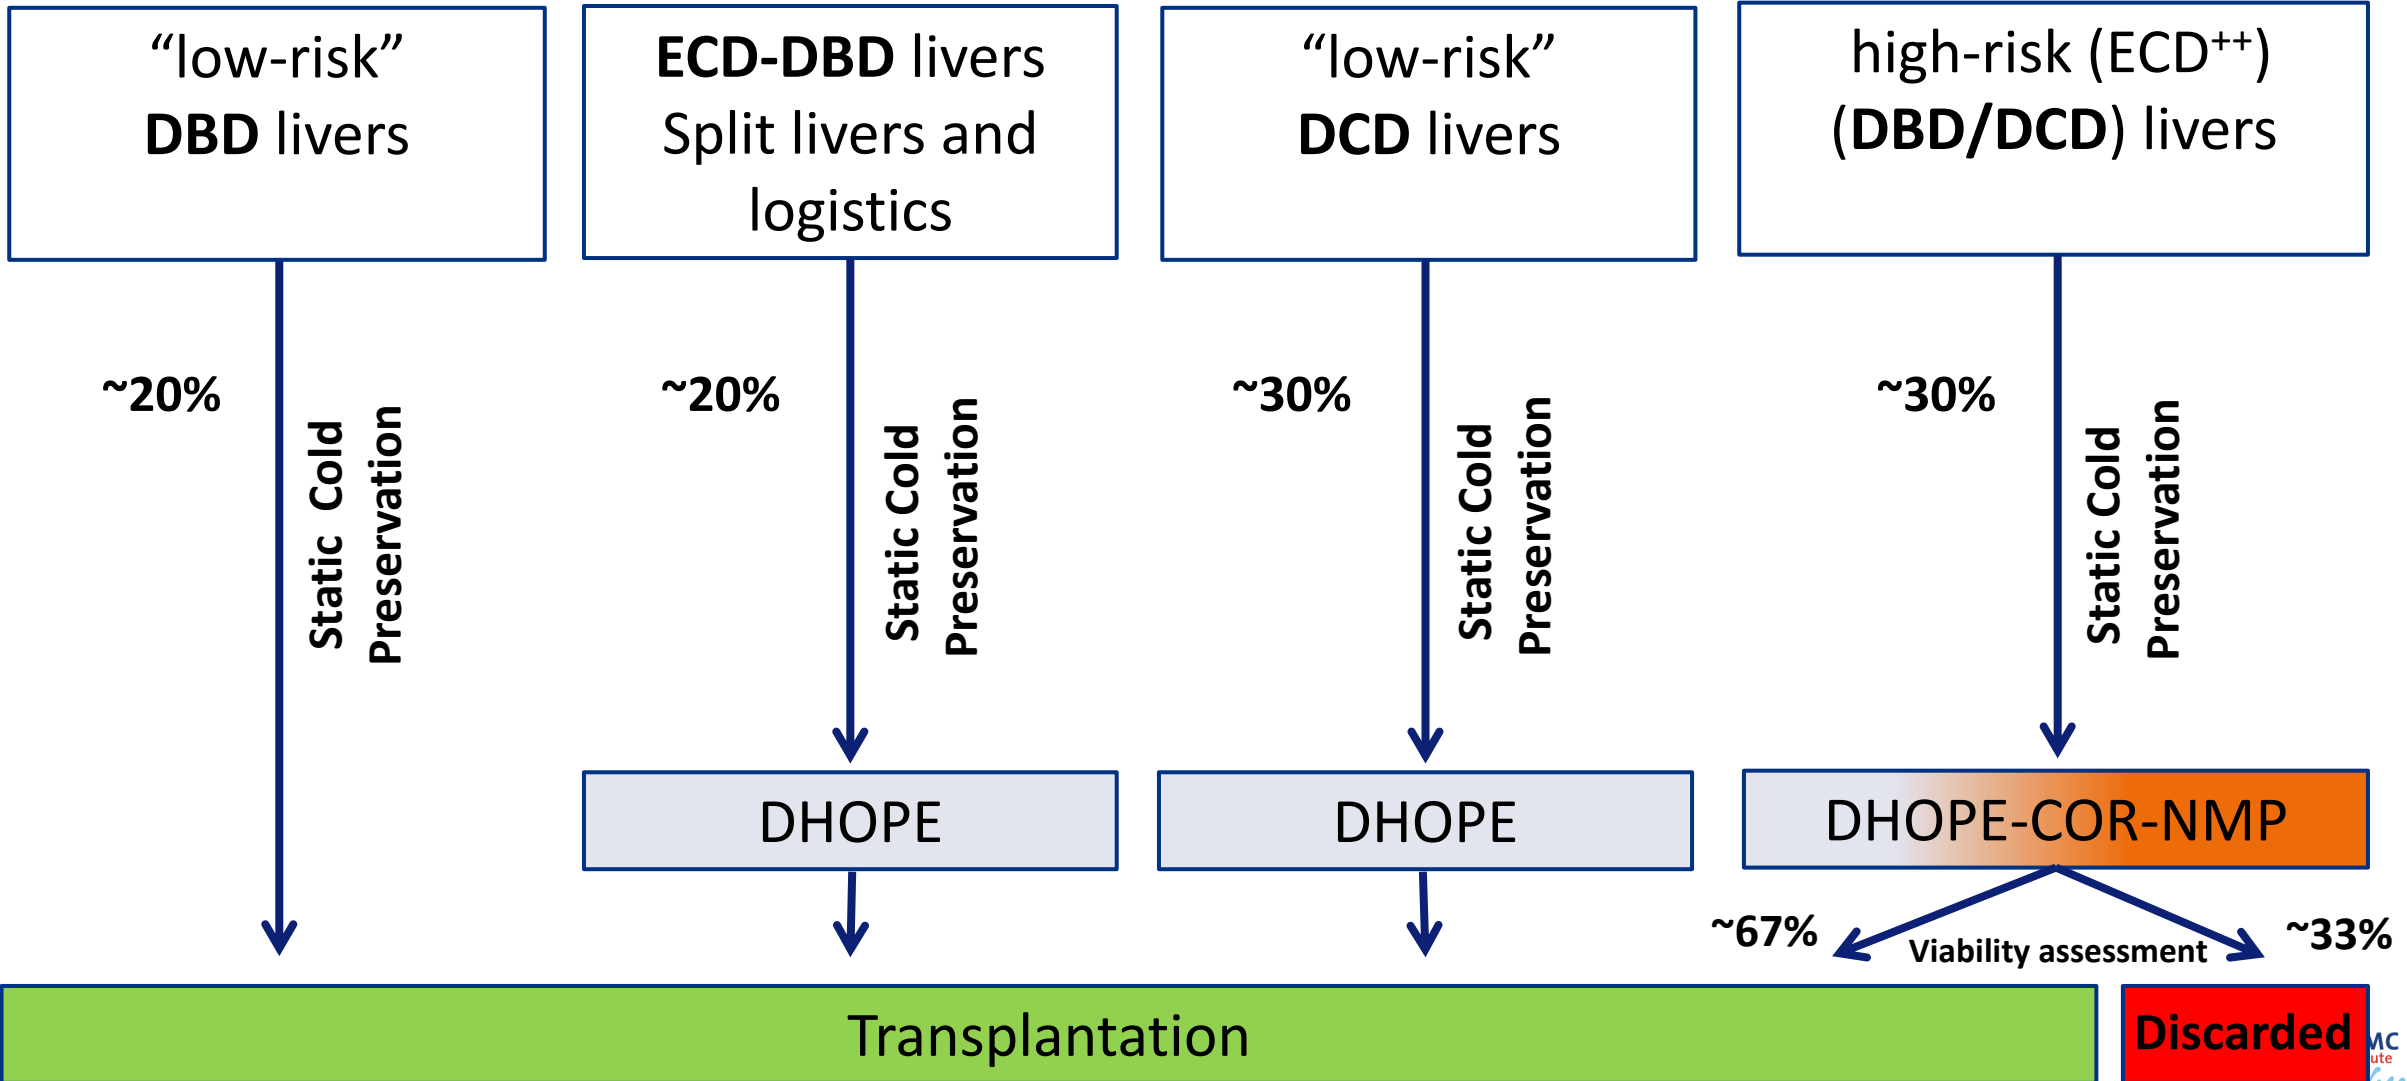 “low-risk”
DBD livers
ECD-DBD livers
Split livers and
logistics
“low-risk”
DCD livers
high-risk (ECD⁺⁺)
(DBD/DCD) livers
~20%
Static Cold
Preservation
~20%
Static Cold
Preservation
~30%
Static Cold
Preservation
~30%
Static Cold
Preservation
DHOPE
DHOPE
DHOPE-COR-NMP
~67%
Viability assessment
~33%
Transplantation
Discarded